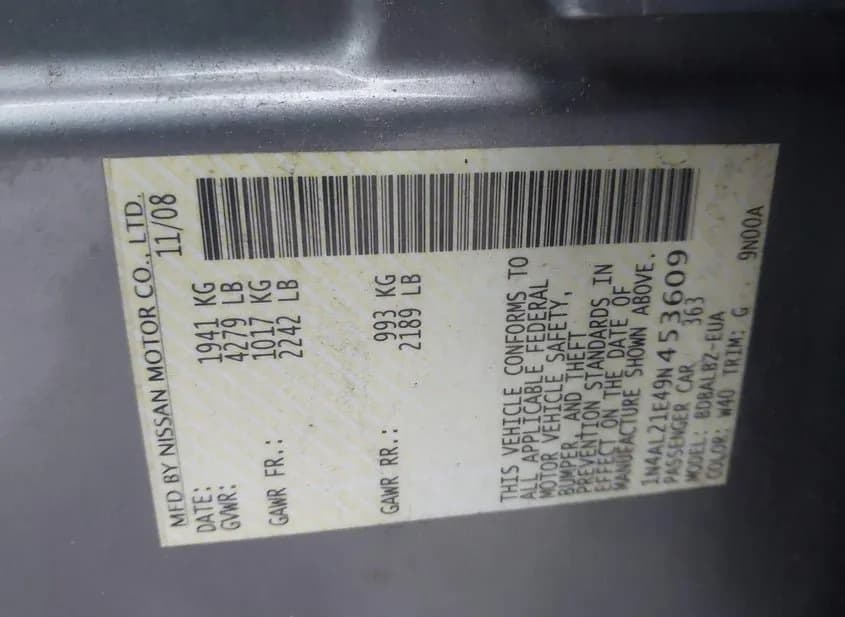 MFD BY NISSAN MOTOR CO., LTD.
DATE: 11/08
GVWR: 1941 KG
4279 LB
GAWR FR.: 1017 KG
2242 LB
GAWR RR.: 993 KG
2189 LB
THIS VEHICLE CONFORMS TO
ALL APPLICABLE FEDERAL
MOTOR VEHICLE SAFETY,
BUMPER, AND THEFT
PREVENTION STANDARDS IN
EFFECT ON THE DATE OF
MANUFACTURE SHOWN ABOVE.
1N4AL21E49N453609
PASSENGER CAR 363
MODEL: BDBALBZ-EUA
COLOR: W40 TRIM: G 9N00A